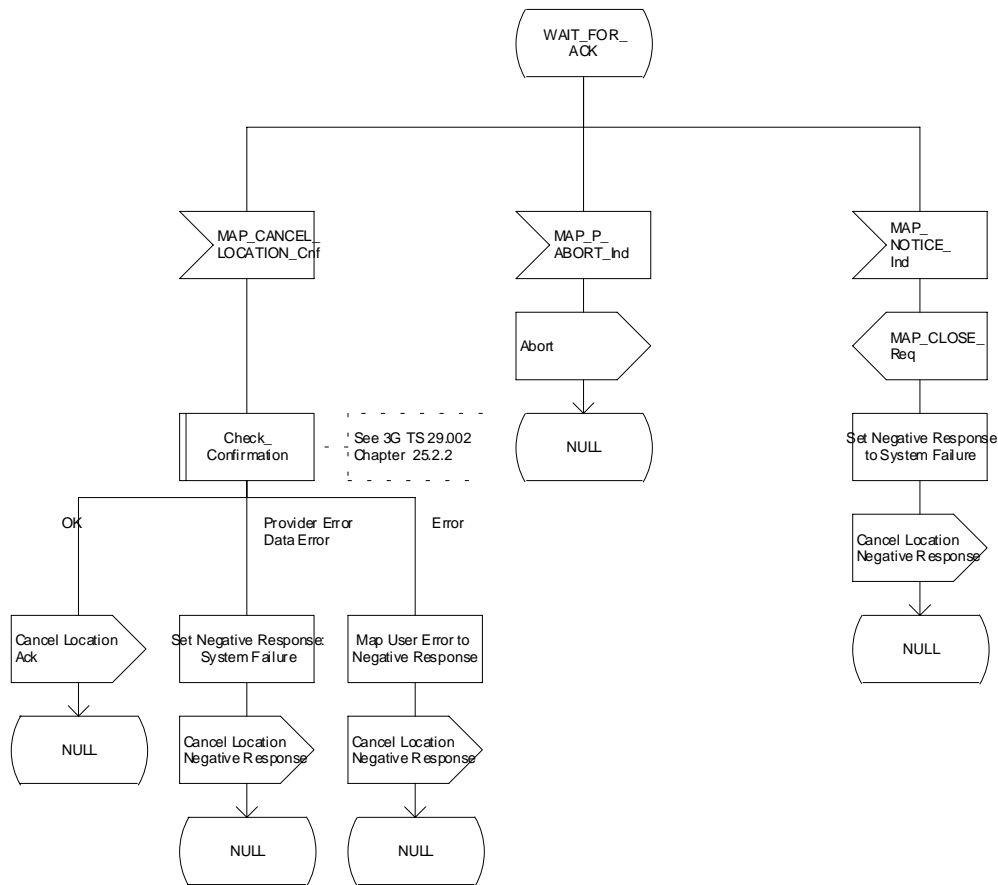 WAIT_FOR_
ACK
MAP_CANCEL_
LOCATION_Cnf
MAP_P_
ABORT_Ind
MAP_
NOTICE_
Ind
Abort
MAP_CLOSE_
Req
Check_
Confirmation
See 3G TS 29.002
Chapter 25.2.2
NULL
Set Negative Response
to System Failure
OK
Provider Error
Data Error
Error
Cancel Location
Negative Response
Cancel Location
Ack
Set Negative Response:
System Failure
Map User Error to
Negative Response
NULL
NULL
Cancel Location
Negative Response
Cancel Location
Negative Response
NULL
NULL